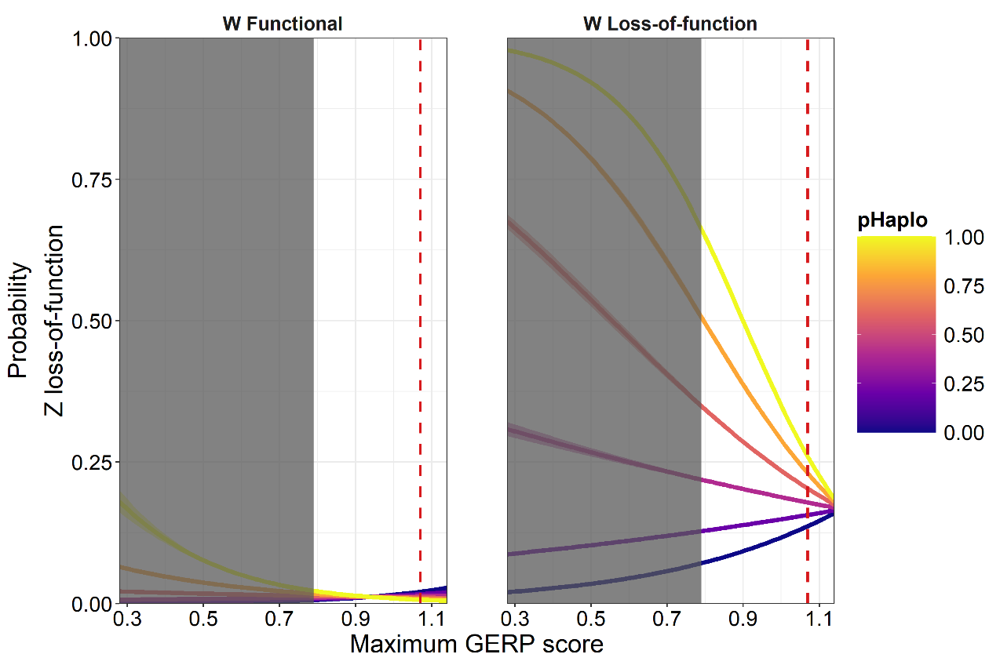 W Functional
W Loss-of-function
1.00
0.75
0.50
0.25
0.00
Probability
Z loss-of-function
0.3 0.5 0.7 0.9 1.1
0.3 0.5 0.7 0.9 1.1
Maximum GERP score
pHaplo
1.00
0.75
0.50
0.25
0.00